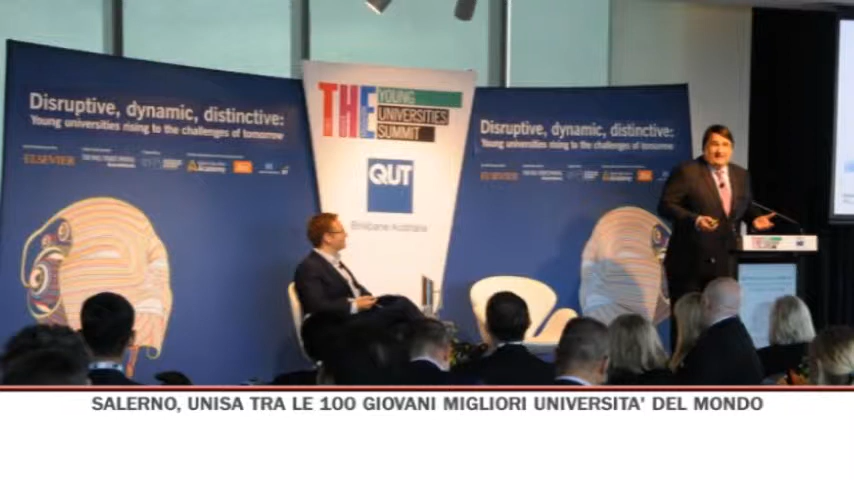 Disruptive, dynamic, distinctive:
Young universities rising to the challenges of tomorrow
ELSEVIER
THE YOUNG
UNIVERSITIES
SUMMIT
QUT
Brisbane Australia
Disruptive, dynamic, distinctive:
Young universities rising to the challenges of tomorrow
ELSEVIER
SALERNO, UNISA TRA LE 100 GIOVANI MIGLIORI UNIVERSITA' DEL MONDO